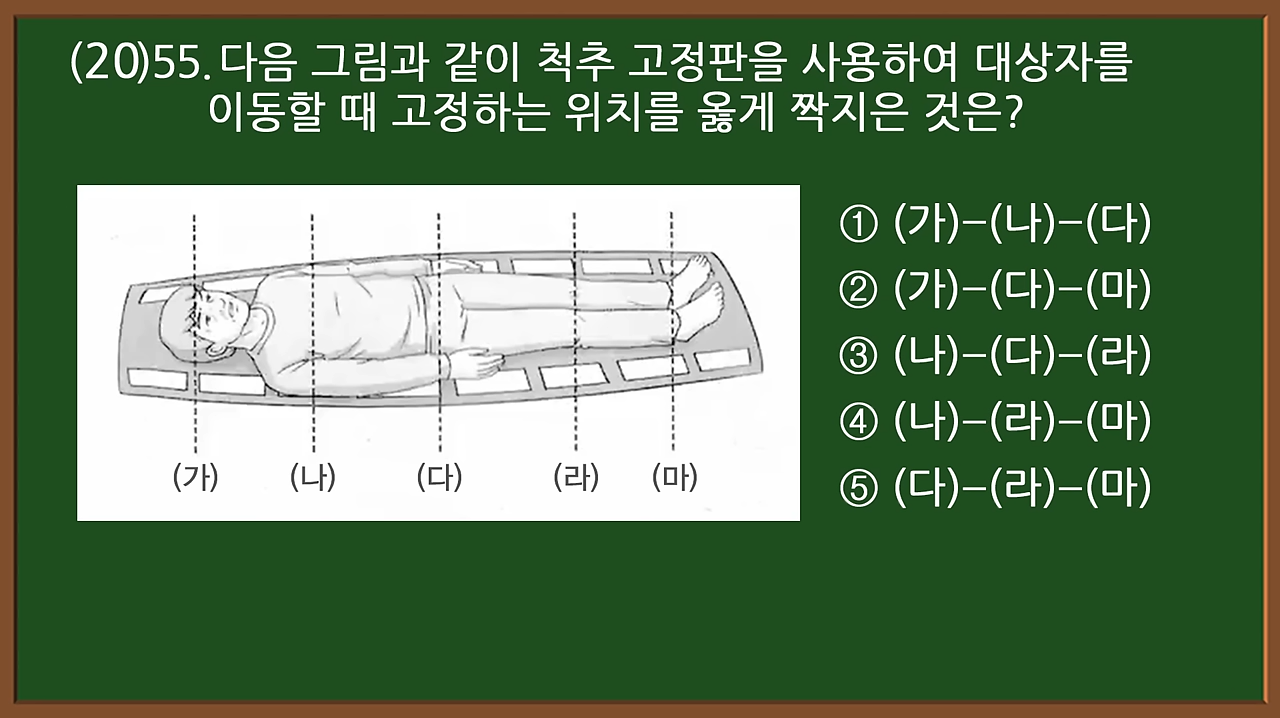 (20)55. 다음 그림과 같이 척추 고정판을 사용하여 대상자를
이동할 때 고정하는 위치를 옳게 짝지은 것은?
① (가)–(나)–(다)
② (가)–(다)–(마)
③ (나)–(다)–(라)
④ (나)–(라)–(마)
⑤ (다)–(라)–(마)
(가) (나) (다) (라) (마)